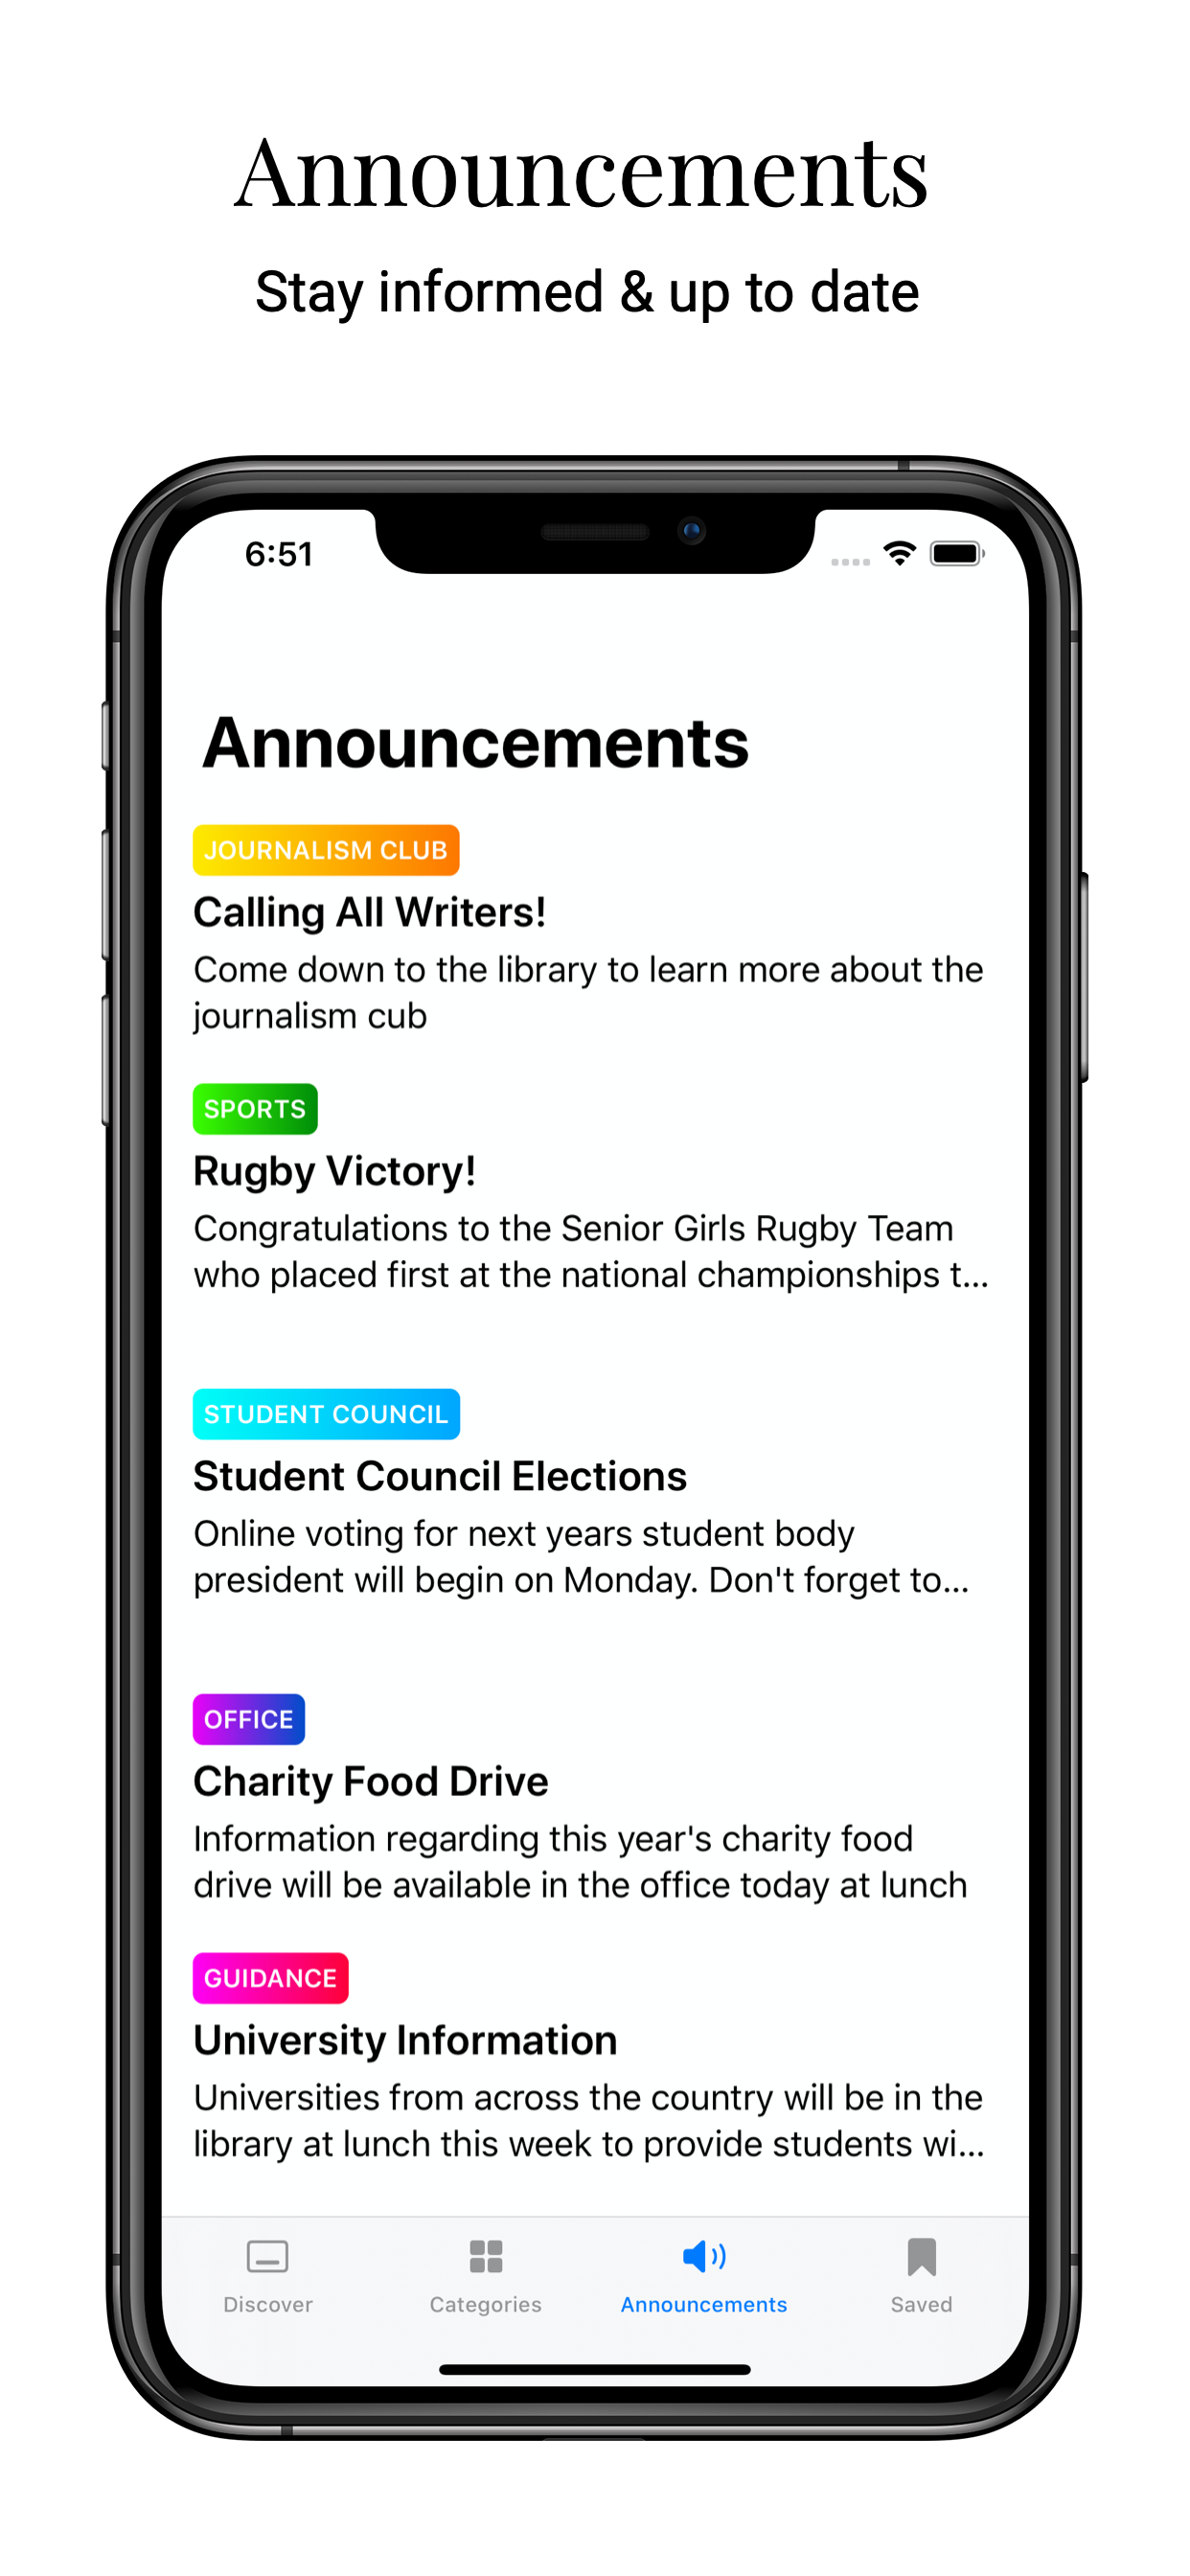 Announcements
Stay informed & up to date
6:51
Announcements
JOURNALISM CLUB
Calling All Writers!
Come down to the library to learn more about the
journalism cub
SPORTS
Rugby Victory!
Congratulations to the Senior Girls Rugby Team
who placed first at the national championships t...
STUDENT COUNCIL
Student Council Elections
Online voting for next years student body
president will begin on Monday. Don't forget to...
OFFICE
Charity Food Drive
Information regarding this year's charity food
drive will be available in the office today at lunch
GUIDANCE
University Information
Universities from across the country will be in the
library at lunch this week to provide students wi...
Discover
Categories
Announcements
Saved